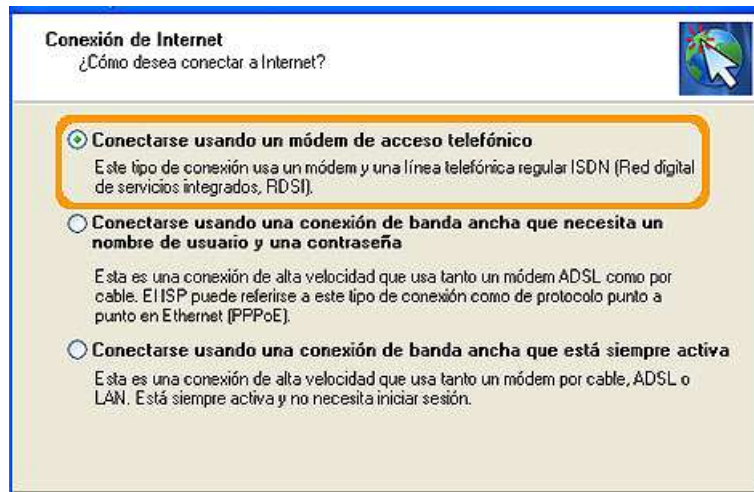 Conexión de Internet
¿Cómo desea conectar a Internet?
Conectarse usando un módem de acceso telefónico
Este tipo de conexión usa un módem y una línea telefónica regular ISDN (Red digital
de servicios integrados, RDSI).
Conectarse usando una conexión de banda ancha que necesita un
nombre de usuario y una contraseña
Esta es una conexión de alta velocidad que usa tanto un módem ADSL como por
cable. El ISP puede referirse a este tipo de conexión como de protocolo punto a
punto en Ethernet (PPPoE).
Conectarse usando una conexión de banda ancha que está siempre activa
Esta es una conexión de alta velocidad que usa tanto un módem por cable, ADSL o
LAN. Está siempre activa y no necesita iniciar sesión.